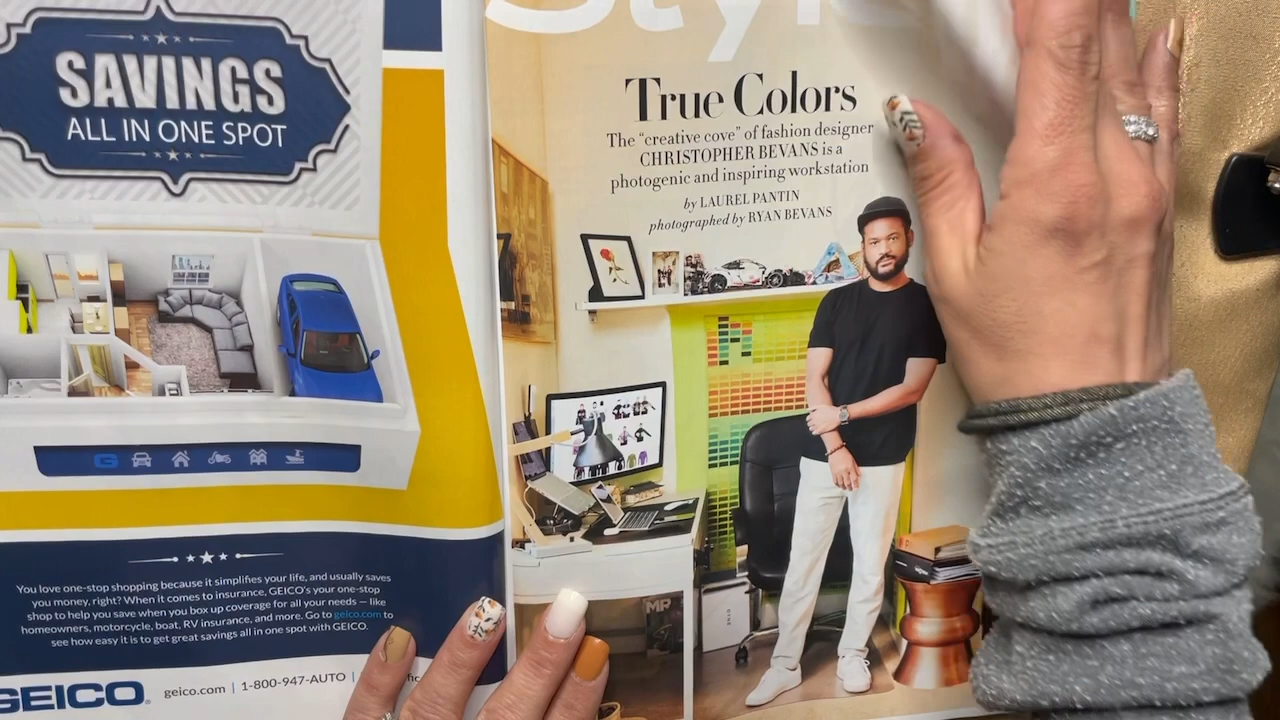 SAVINGS
ALL IN ONE SPOT
You love one-stop shopping because it simplifies your life, and usually saves
you money, right? When it comes to insurance, GEICO's your one-stop
shop to help you save when you box up coverage for all your needs — like
homeowners, motorcycle, boat, RV insurance, and more. Go to geico.com to
see how easy it is to get great savings all in one spot with GEICO.
GEICO.
geico.com | 1-800-947-AUTO |
Style
True Colors
The “creative cove” of fashion designer
CHRISTOPHER BEVANS is a
photogenic and inspiring workstation
by LAUREL PANTIN
photographed by RYAN BEVANS
MR